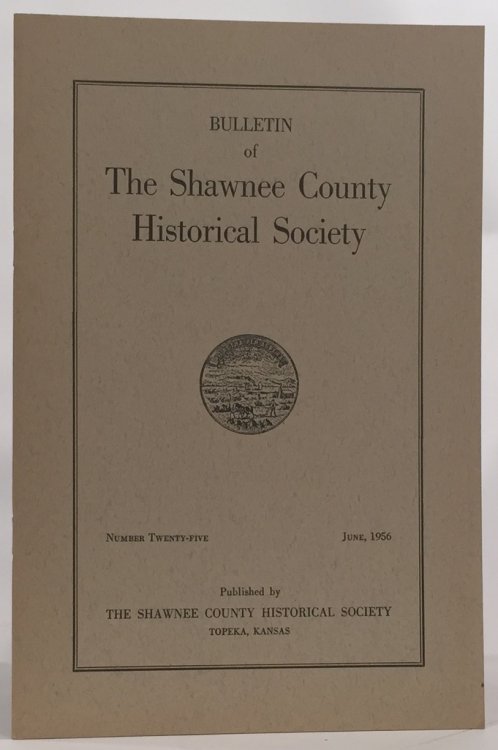 BULLETIN
of
The Shawnee County
Historical Society
NUMBER TWENTY-FIVE
JUNE, 1956
Published by
THE SHAWNEE COUNTY HISTORICAL SOCIETY
TOPEKA, KANSAS